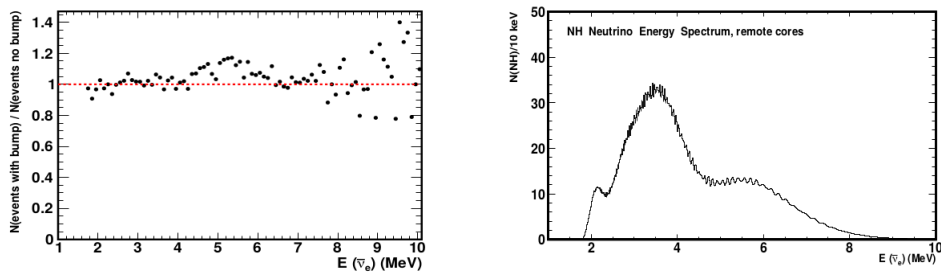 N(events with bump) / N(events no bump)
1.4
1.2
1
0.8
0.6
0.4
0.2
0
1 2 3 4 5 6 7 8 9 10
E (ν̅_e) (MeV)
NH Neutrino Energy Spectrum, remote cores
N(NH)/10 keV
50
40
30
20
10
0
2 4 6 8 10
E (ν̅_e) (MeV)